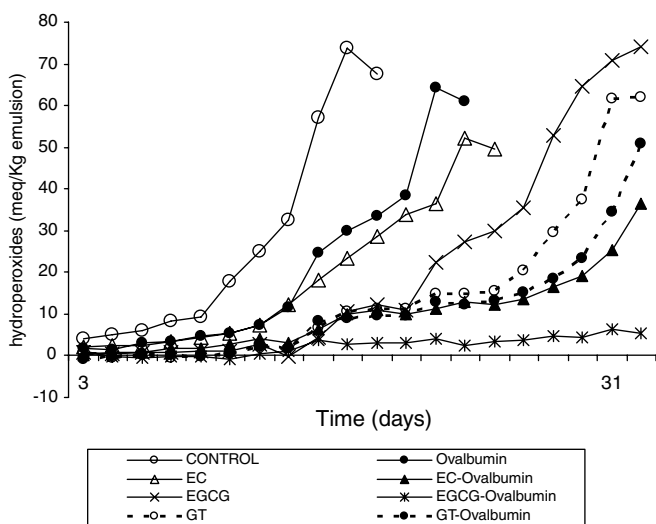 hydroperoxides (meq/Kg emulsion)
80
70
60
50
40
30
20
10
0
-10
3
31
Time (days)
CONTROL
Ovalbumin
EC
EC-Ovalbumin
EGCG
EGCG-Ovalbumin
GT
GT-Ovalbumin